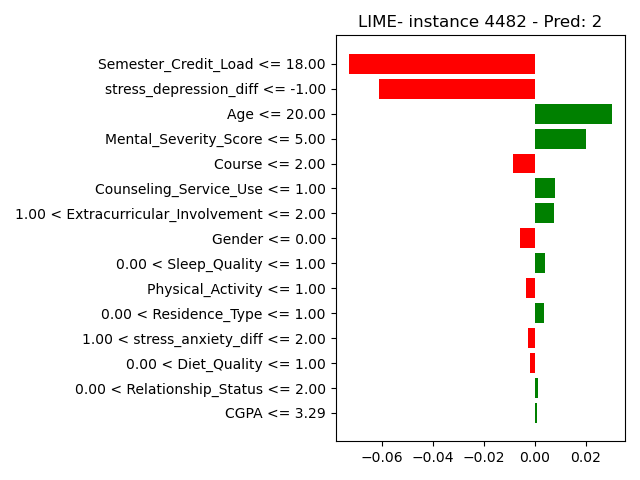 LIME- instance 4482 - Pred: 2
Semester_Credit_Load <= 18.00
stress_depression_diff <= -1.00
Age <= 20.00
Mental_Severity_Score <= 5.00
Course <= 2.00
Counseling_Service_Use <= 1.00
1.00 < Extracurricular_Involvement <= 2.00
Gender <= 0.00
0.00 < Sleep_Quality <= 1.00
Physical_Activity <= 1.00
0.00 < Residence_Type <= 1.00
1.00 < stress_anxiety_diff <= 2.00
0.00 < Diet_Quality <= 1.00
0.00 < Relationship_Status <= 2.00
CGPA <= 3.29
−0.06 −0.04 −0.02 0.00 0.02